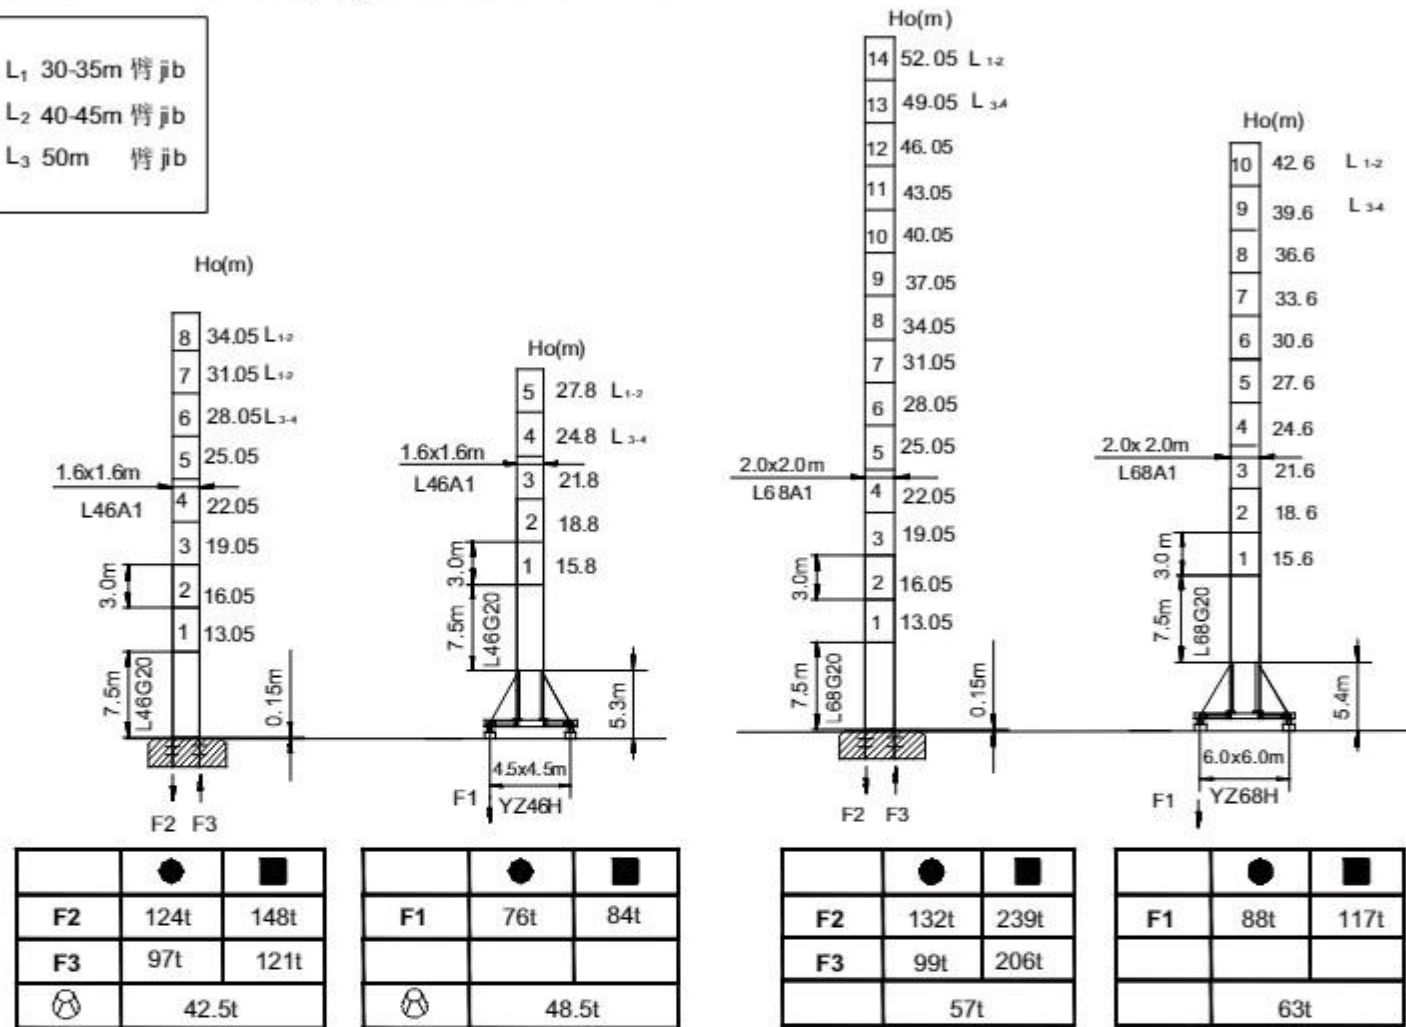 L1 30-35m 臂 jib
L2 40-45m 臂 jib
L3 50m 臂 jib
Ho(m)
8 34.05 L 1-2
7 31.05 L 1-2
6 28.05 L 3-4
5 25.05
4 22.05
3 19.05
2 16.05
1 13.05
1.6x1.6m
L46A1
3.0m
7.5m
L46G20
0.15m
F2 F3
Ho(m)
5 27.8 L 1-2
4 24.8 L 3-4
3 21.8
2 18.8
1 15.8
1.6x1.6m
L46A1
3.0m
7.5m
L46G20
5.3m
4.5x4.5m
F1
YZ46H
Ho(m)
14 52.05 L 1-2
13 49.05 L 3-4
12 46.05
11 43.05
10 40.05
9 37.05
8 34.05
7 31.05
6 28.05
5 25.05
4 22.05
3 19.05
2 16.05
1 13.05
2.0x2.0m
L68A1
3.0m
7.5m
L68G20
0.15m
F2 F3
Ho(m)
10 42.6 L 1-2
9 39.6 L 3-4
8 36.6
7 33.6
6 30.6
5 27.6
4 24.6
3 21.6
2 18.6
1 15.6
2.0x2.0m
L68A1
3.0m
7.5m
L68G20
5.4m
6.0x6.0m
F1
YZ68H
F2 124t 148t
F3 97t 121t
42.5t
F1 76t 84t
48.5t
F2 132t 239t
F3 99t 206t
57t
F1 88t 117t
63t